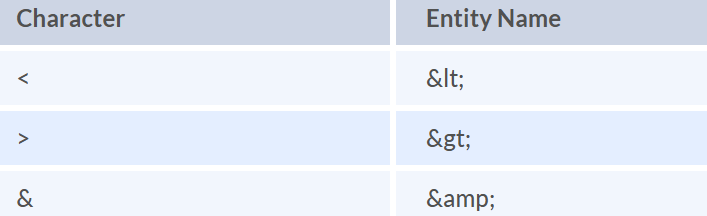 Character Entity Name
< &lt;
> &gt;
& &amp;